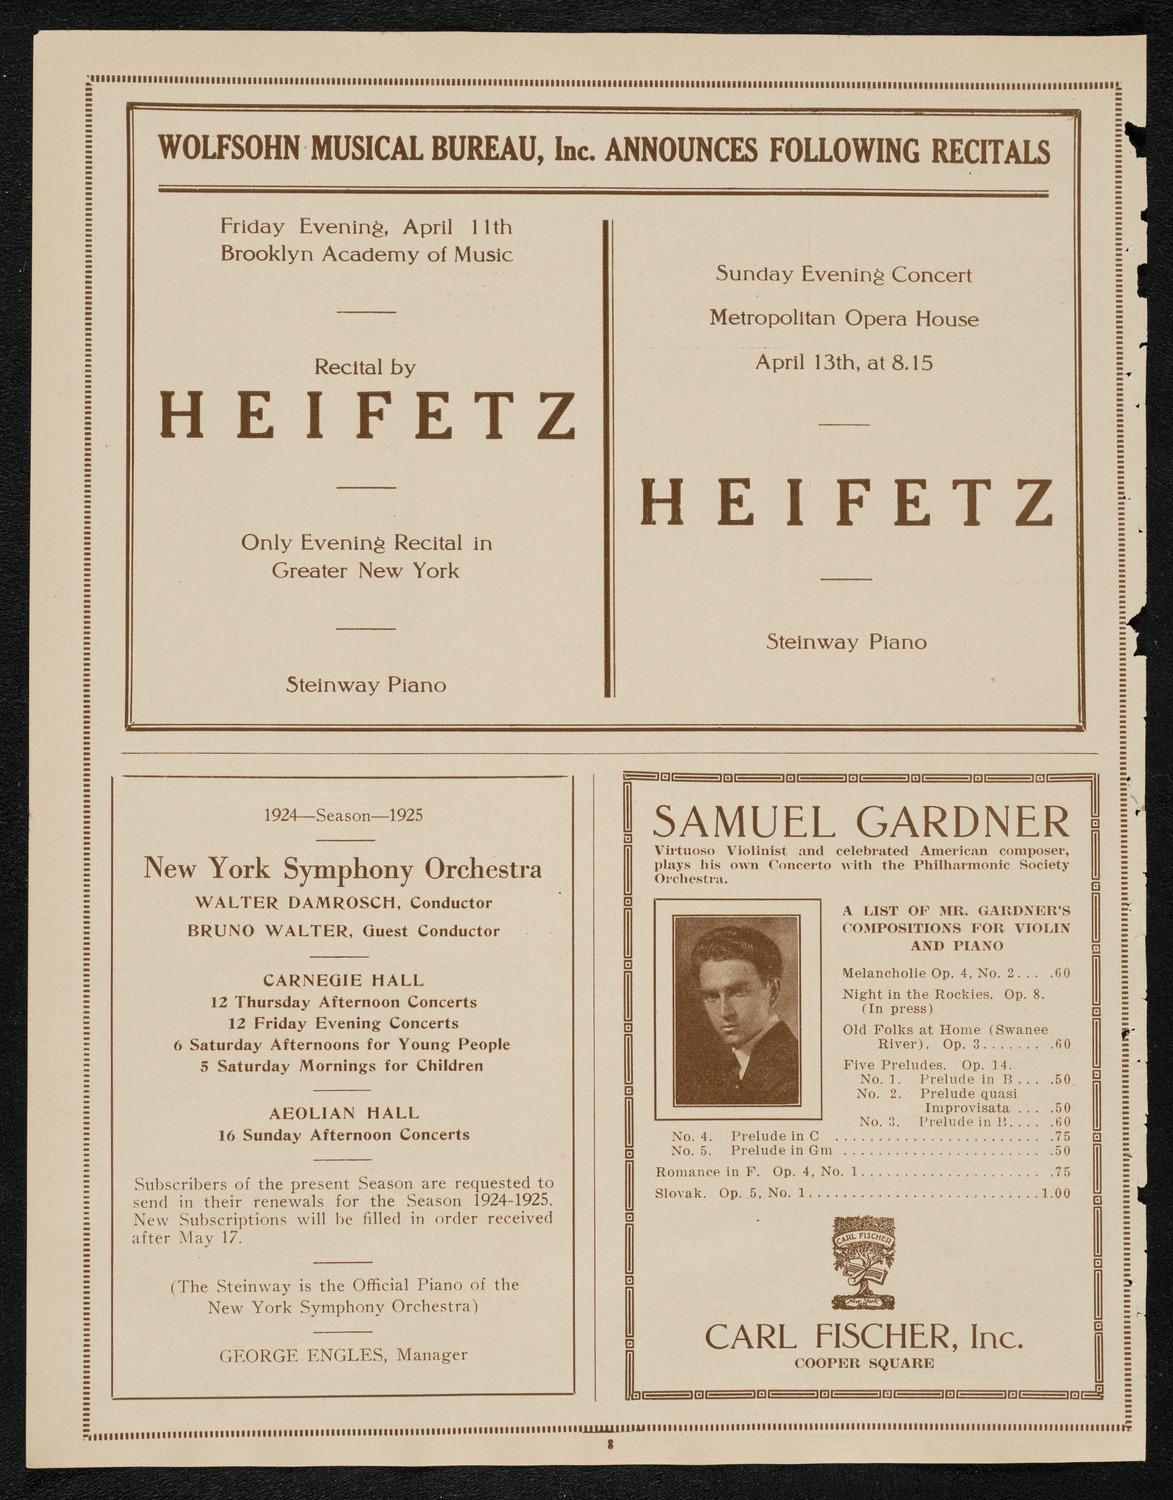 WOLFSOHN MUSICAL BUREAU, Inc. ANNOUNCES FOLLOWING RECITALS
Friday Evening, April 11th
Brooklyn Academy of Music
Recital by
HEIFETZ
Only Evening Recital in
Greater New York
Steinway Piano
Sunday Evening Concert
Metropolitan Opera House
April 13th, at 8.15
HEIFETZ
Steinway Piano
1924—Season—1925
New York Symphony Orchestra
WALTER DAMROSCH, Conductor
BRUNO WALTER, Guest Conductor
CARNEGIE HALL
12 Thursday Afternoon Concerts
12 Friday Evening Concerts
6 Saturday Afternoons for Young People
5 Saturday Mornings for Children
AEOLIAN HALL
16 Sunday Afternoon Concerts
Subscribers of the present Season are requested to
send in their renewals for the Season 1924-1925.
New Subscriptions will be filled in order received
after May 17.
(The Steinway is the Official Piano of the
New York Symphony Orchestra)
GEORGE ENGLES, Manager
SAMUEL GARDNER
Virtuoso Violinist and celebrated American composer,
plays his own Concerto with the Philharmonic Society
Orchestra.
A LIST OF MR. GARDNER'S
COMPOSITIONS FOR VIOLIN
AND PIANO
Melancholie Op. 4, No. 2... .60
Night in the Rockies. Op. 8.
(In press)
Old Folks at Home (Swanee
River). Op. 3....... .60
Five Preludes. Op. 14.
No. 1. Prelude in B... .50
No. 2. Prelude quasi
Improvisata ... .50
No. 3. Prelude in B.... .60
No. 4. Prelude in C ........................ .75
No. 5. Prelude in Gm ....................... .50
Romance in F. Op. 4, No. 1..................... .75
Slovak. Op. 5, No. 1...........................1.00
CARL FISCHER
New York
CARL FISCHER, Inc.
COOPER SQUARE
8